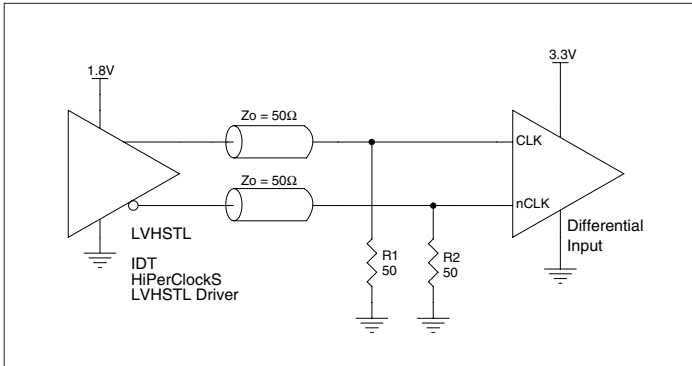 1.8V
3.3V
Zo = 50Ω
CLK
Zo = 50Ω
nCLK
LVHSTL
IDT
HiPerClockS
LVHSTL Driver
R1
50
R2
50
Differential
Input